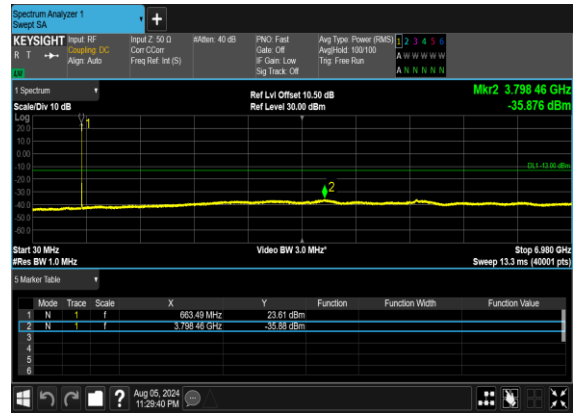 Spectrum Analyzer 1
Swept SA
+
KEYSIGHT Input: RF Input Z: 50 Ω #Atten: 40 dB PNO: Fast Avg Type: Power (RMS) 1 2 3 4 5 6
R T Coupling: DC Corr CCorr Gate: Off Avg|Hold: 100/100 A W W W W W
Align: Auto Freq Ref: Int (S) IF Gain: Low Trig: Free Run
Sig Track: Off A N N N N N
1 Spectrum Ref Lvl Offset 10.50 dB Mkr2 3.798 46 GHz
Scale/Div 10 dB Ref Level 30.00 dBm -35.876 dBm
Log
20.0
10.0
0.00
-10.0
-20.0
-30.0
-40.0
-50.0
-60.0
1
DL1 -13.00 dBm
2
Start 30 MHz Video BW 3.0 MHz* Stop 6.980 GHz
#Res BW 1.0 MHz Sweep 13.3 ms (40001 pts)
5 Marker Table
Mode Trace Scale X Y Function Function Width Function Value
1 N 1 f 663.49 MHz 23.61 dBm
2 N 1 f 3.798 46 GHz -35.88 dBm
3
4
5
6
? Aug 05, 2024
11:29:40 PM